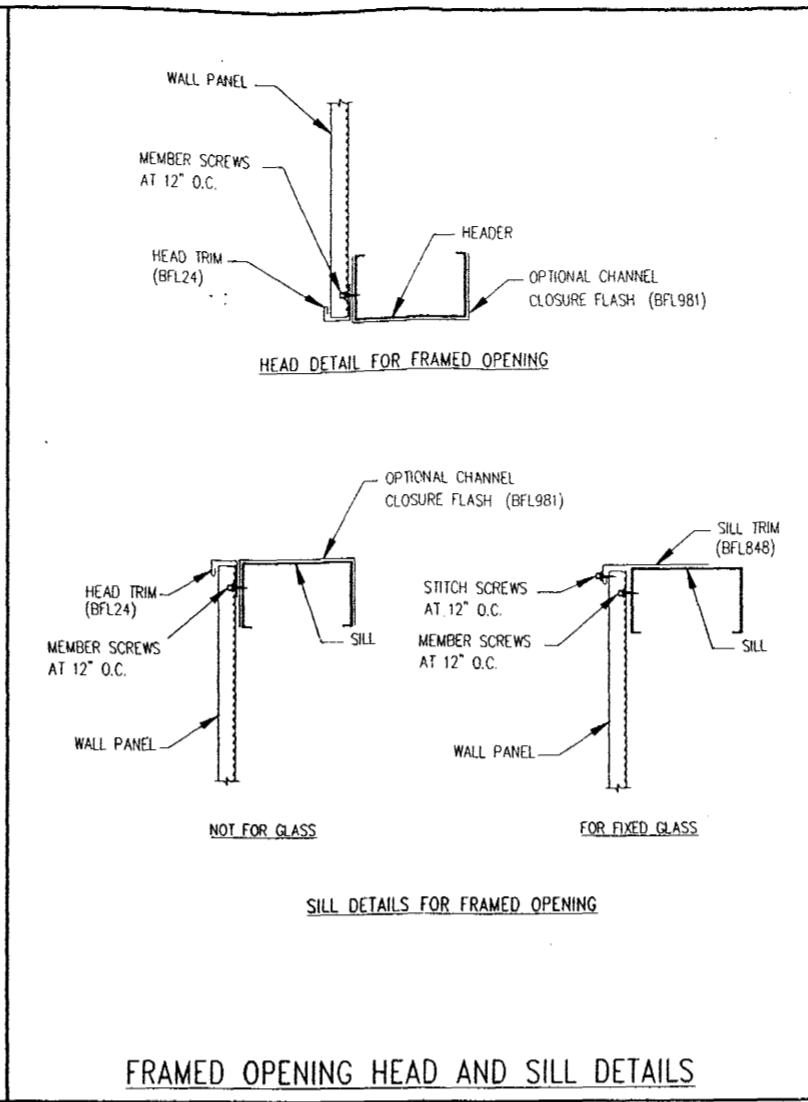 WALL PANEL
MEMBER SCREWS
AT 12" O.C.
HEAD TRIM
(BFL24)
HEADER
OPTIONAL CHANNEL
CLOSURE FLASH (BFL981)
HEAD DETAIL FOR FRAMED OPENING
OPTIONAL CHANNEL
CLOSURE FLASH (BFL981)
HEAD TRIM
(BFL24)
MEMBER SCREWS
AT 12" O.C.
SILL
WALL PANEL
NOT FOR GLASS
SILL TRIM
(BFL848)
STITCH SCREWS
AT 12" O.C.
MEMBER SCREWS
AT 12" O.C.
SILL
WALL PANEL
FOR FIXED GLASS
SILL DETAILS FOR FRAMED OPENING
FRAMED OPENING HEAD AND SILL DETAILS